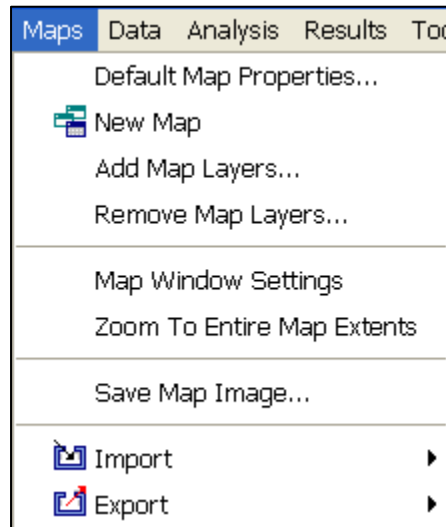 Maps Data Analysis Results Too
Default Map Properties...
New Map
Add Map Layers...
Remove Map Layers...
Map Window Settings
Zoom To Entire Map Extents
Save Map Image...
Import
Export